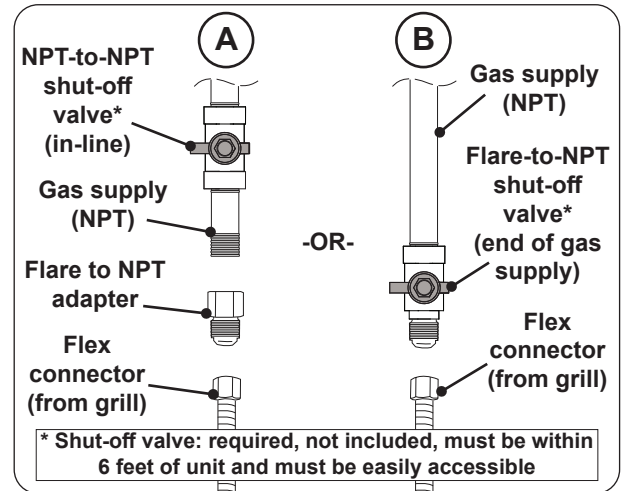 A
NPT-to-NPT
shut-off
valve*
(in-line)
Gas supply
(NPT)
Flare to NPT
adapter
Flex
connector
(from grill)
-OR-
B
Gas supply
(NPT)
Flare-to-NPT
shut-off
valve*
(end of gas
supply)
Flex
connector
(from grill)
* Shut-off valve: required, not included, must be within
6 feet of unit and must be easily accessible